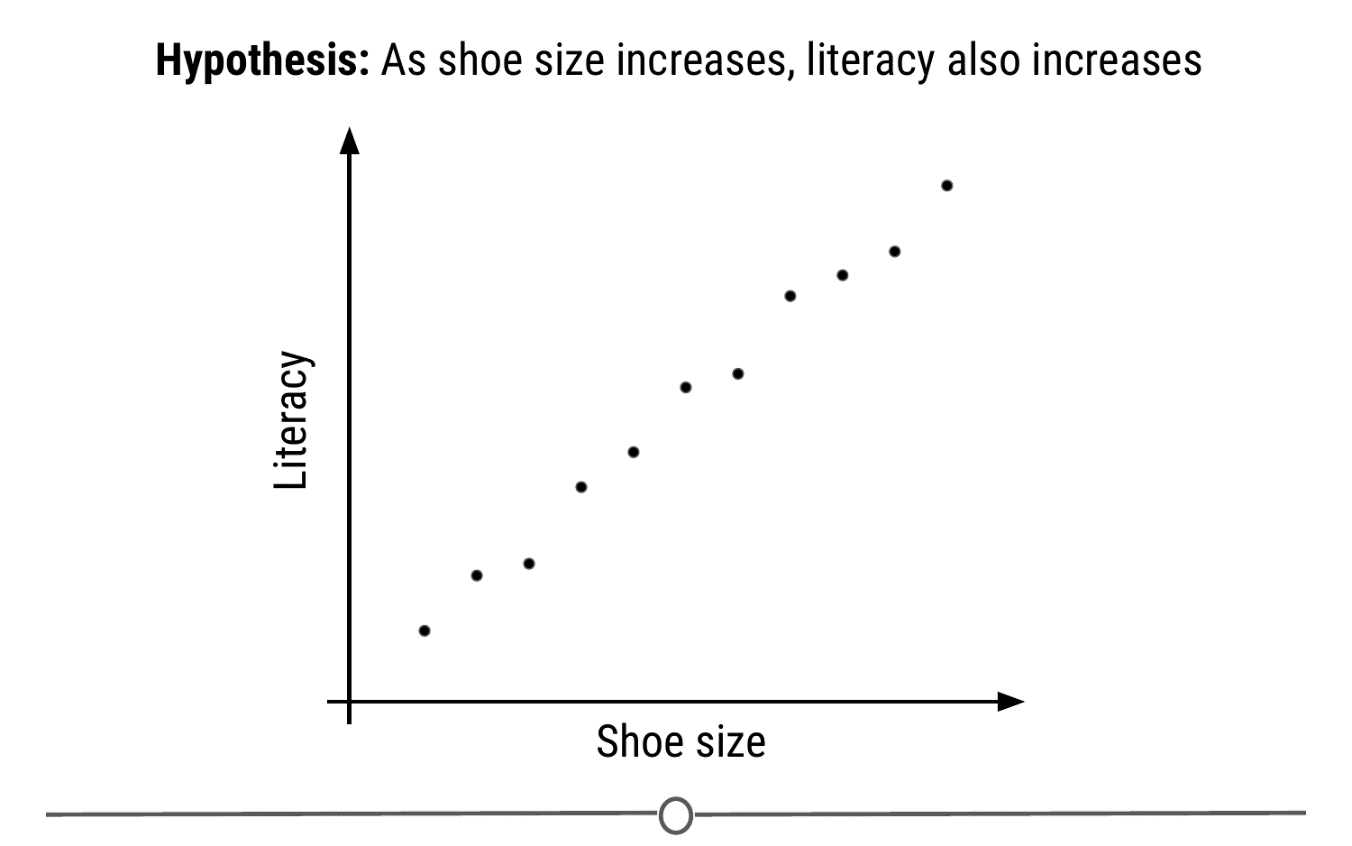 Hypothesis: As shoe size increases, literacy also increases
Literacy
Shoe size